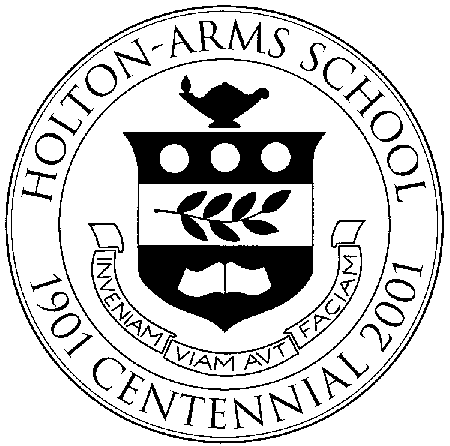 HOLTON-ARMS SCHOOL
INVENIAM VIAM AVT FACIAM
1901 CENTENNIAL 2001